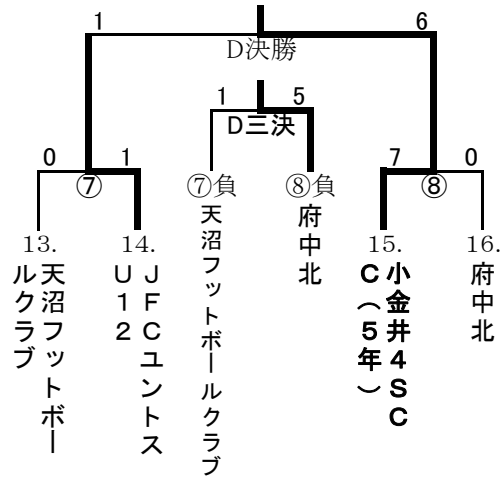 1
6
D決勝
1
5
D三決
0
1
7
0
⑦
⑦負
⑧負
⑧
13.
天沼フットボー
ルクラブ
14.
JFCユントス
U12
天沼フットボールクラブ
府中北
15.
小金井4SC
C(5年)
16.
府中北